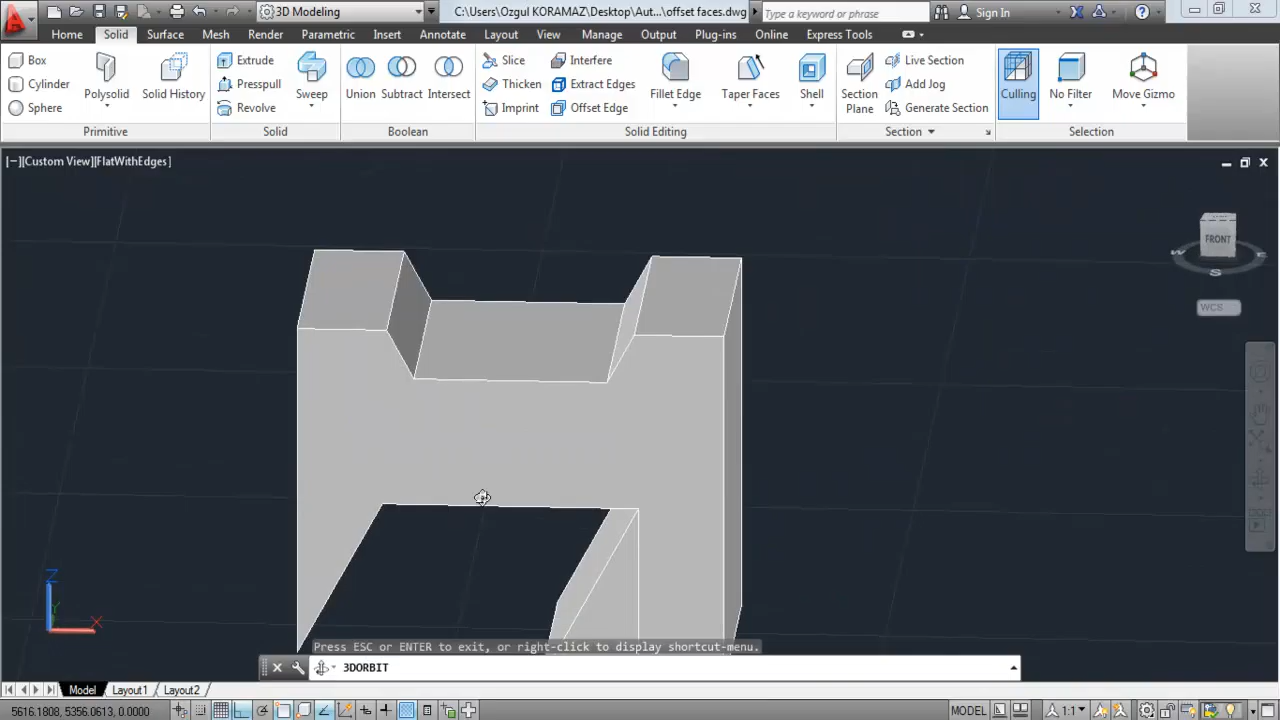 3D Modeling
C:\Users\Ozgul KORAMAZ\Desktop\Aut...\offset faces.dwg
Type a keyword or phrase
Sign In
Home Solid Surface Mesh Render Parametric Insert Annotate Layout View Manage Output Plug-ins Online Express Tools
Box
Cylinder
Sphere
Polysolid
Solid History
Primitive
Extrude
Presspull
Revolve
Sweep
Solid
Union
Subtract
Intersect
Boolean
Slice
Thicken
Imprint
Interfere
Extract Edges
Offset Edge
Fillet Edge
Taper Faces
Shell
Solid Editing
Section Plane
Live Section
Add Jog
Generate Section
Section
Culling
No Filter
Move Gizmo
Selection
[−][Custom View][FlatWithEdges]
FRONT
W
E
S
WCS
Z
Y
X
Press ESC or ENTER to exit, or right-click to display shortcut-menu.
3DORBIT
Model Layout1 Layout2
5616.1808, 5356.0613, 0.0000
MODEL
1:1